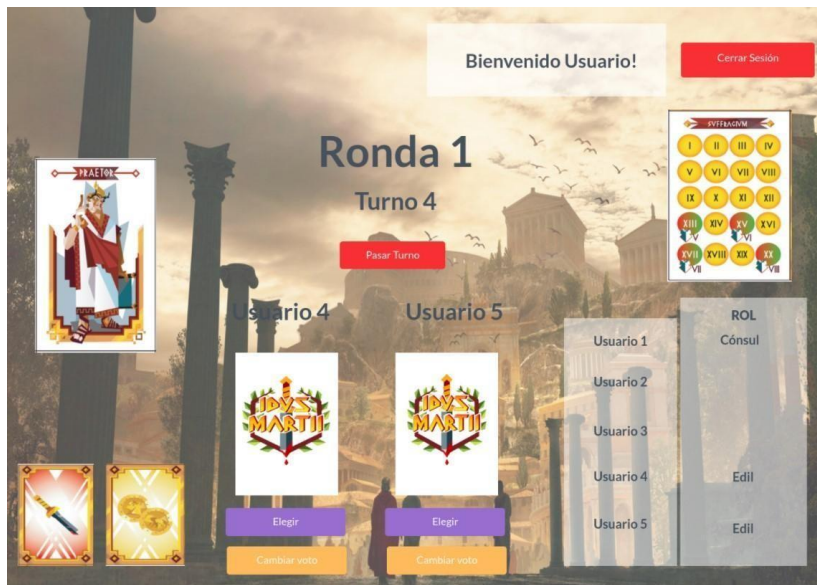 Bienvenido Usuario!
Cerrar Sesión
PRAETOR
Ronda 1
Turno 4
Pasar Turno
SVFFRAGIVM
I II III IV
V VI VII VIII
IX X XI XII
XIII XIV XV XVI
V VI
XVII XVIII XIX XX
VII VIII
Usuario 4
Usuario 5
IDVS
MARTII
IDVS
MARTII
Elegir
Elegir
Cambiar voto
Cambiar voto
ROL
Usuario 1 Cónsul
Usuario 2
Usuario 3
Usuario 4 Edil
Usuario 5 Edil